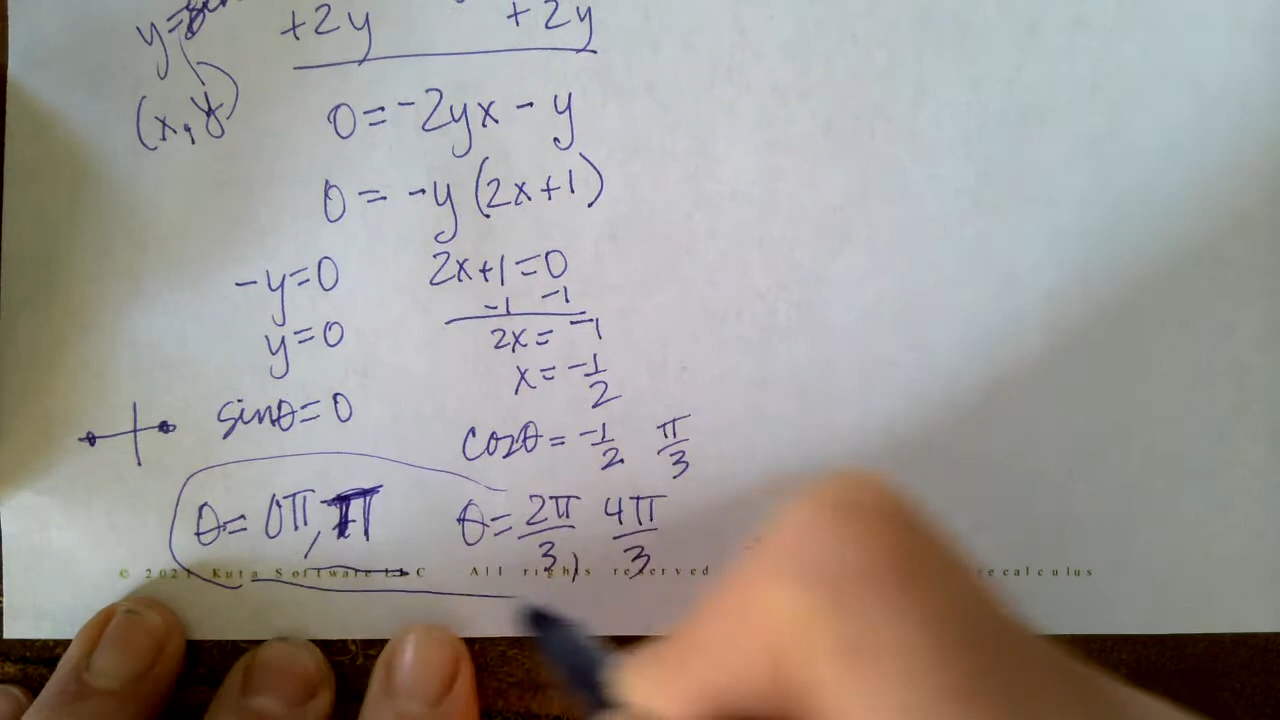 y=sin
+2y +2y
(x, y)
0=-2yx-y
0=-y(2x+1)
-y=0 2x+1=0
-1 -1
y=0 2x=-1
x=-1/2
sinθ=0 cosθ=-1/2 π/3
θ=0π, π θ=2π/3, 4π/3
© 2021 Kuta Software LLC All rights reserved